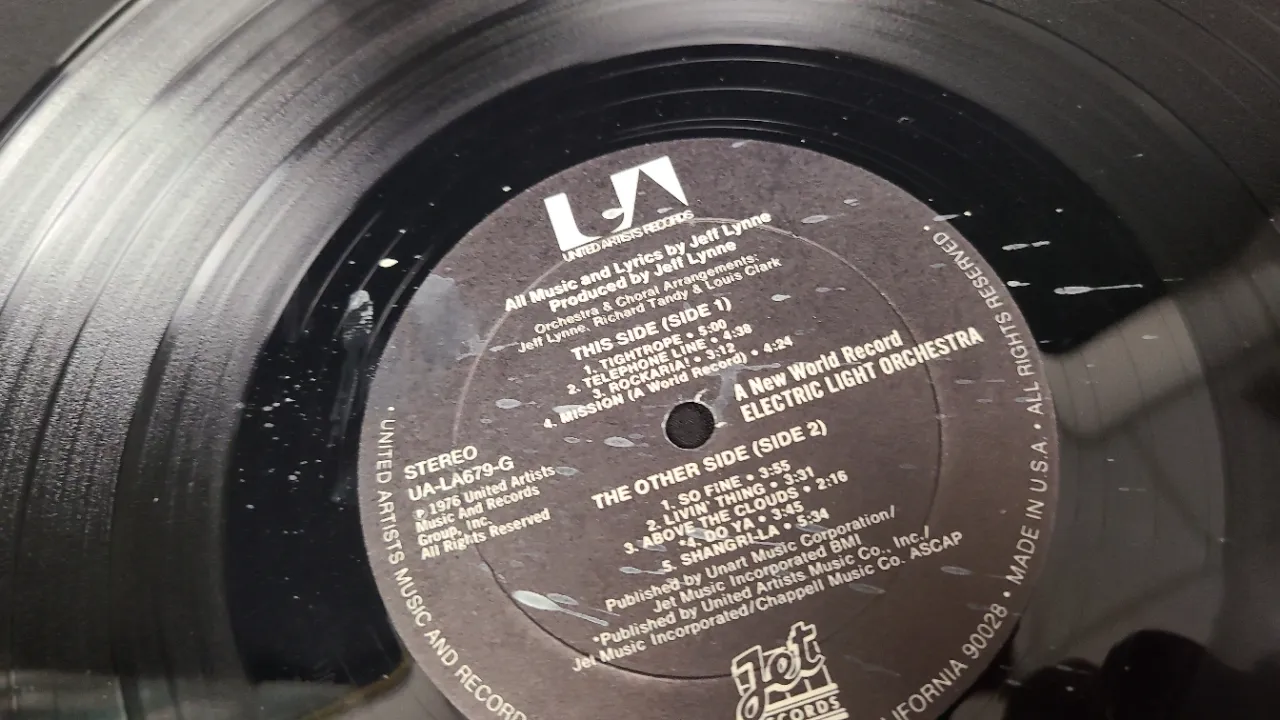 UA
UNITED ARTISTS RECORDS
All Music and Lyrics by Jeff Lynne
Produced by Jeff Lynne
Orchestra & Choral Arrangements:
Jeff Lynne, Richard Tandy & Louis Clark
THIS SIDE (SIDE 1)
1. TIGHTROPE • 5:00
2. TELEPHONE LINE • 4:38
3. ROCKARIA! • 3:12
4. MISSION (A World Record) • 4:24
A New World Record
ELECTRIC LIGHT ORCHESTRA
STEREO
UA-LA679-G
℗ 1976 United Artists
Music And Records
Group, Inc.
All Rights Reserved
THE OTHER SIDE (SIDE 2)
1. SO FINE • 3:55
2. LIVIN' THING • 3:31
3. ABOVE THE CLOUDS • 2:16
*4. DO YA • 3:45
5. SHANGRI-LA • 5:34
Published by Unart Music Corporation/
Jet Music Incorporated BMI
*Published by United Artists Music Co., Inc./
Jet Music Incorporated/Chappell Music Co. ASCAP
Jet
RECORDS
• UNITED ARTISTS MUSIC AND RECORD
IFORNIA 90028 • MADE IN U.S.A. • ALL RIGHTS RESERVED •